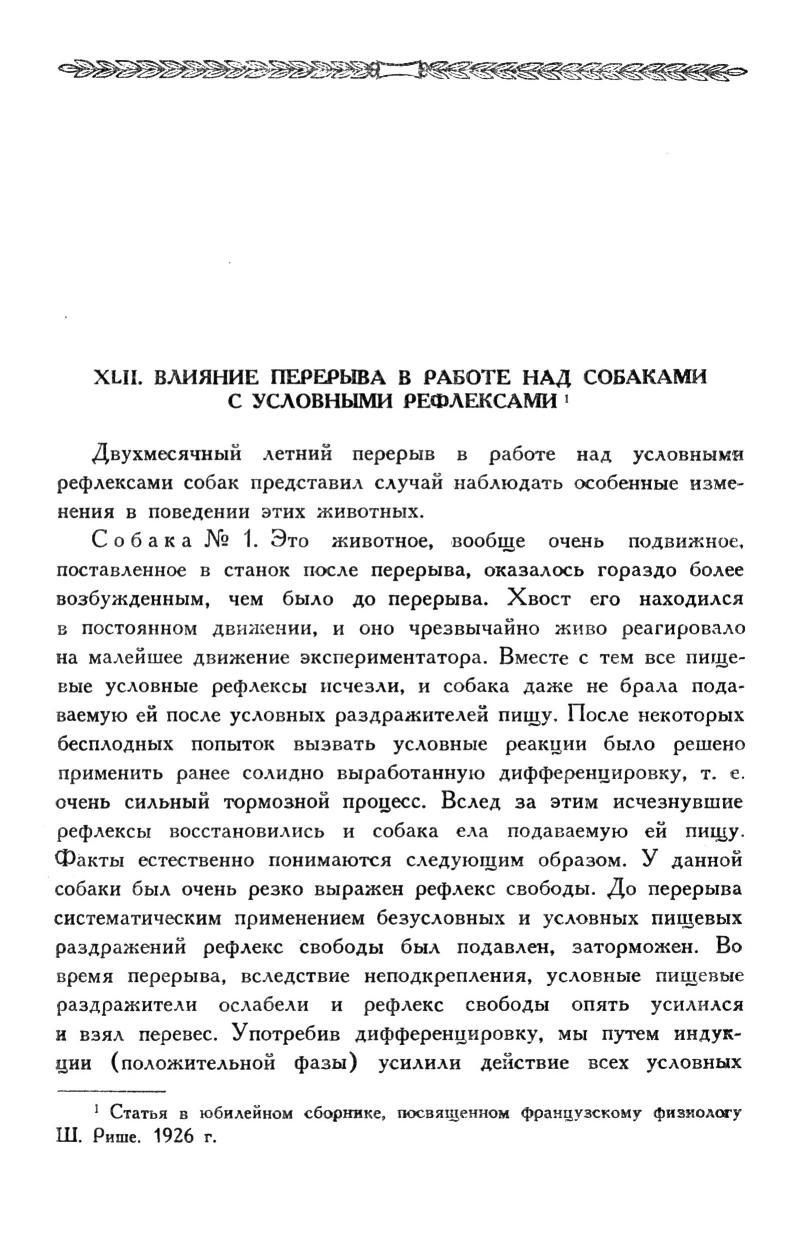 XLII. ВЛИЯНИЕ ПЕРЕРЫВА В РАБОТЕ НАД СОБАКАМИ
С УСЛОВНЫМИ РЕФЛЕКСАМИ ¹
Двухмесячный летний перерыв в работе над условными
рефлексами собак представил случай наблюдать особенные изме-
нения в поведении этих животных.
Собака № 1. Это животное, вообще очень подвижное,
поставленное в станок после перерыва, оказалось гораздо более
возбужденным, чем было до перерыва. Хвост его находился
в постоянном движении, и оно чрезвычайно живо реагировало
на малейшее движение экспериментатора. Вместе с тем все пище-
вые условные рефлексы исчезли, и собака даже не брала пода-
ваемую ей после условных раздражителей пищу. После некоторых
бесплодных попыток вызвать условные реакции было решено
применить ранее солидно выработанную дифференцировку, т. е.
очень сильный тормозной процесс. Вслед за этим исчезнувшие
рефлексы восстановились и собака ела подаваемую ей пищу.
Факты естественно понимаются следующим образом. У данной
собаки был очень резко выражен рефлекс свободы. До перерыва
систематическим применением безусловных и условных пищевых
раздражений рефлекс свободы был подавлен, заторможен. Во
время перерыва, вследствие неподкрепления, условные пищевые
раздражители ослабели и рефлекс свободы опять усилился
и взял перевес. Употребив дифференцировку, мы путем индук-
ции (положительной фазы) усилили действие всех условных
¹ Статья в юбилейном сборнике, посвященном французскому физиологу
Ш. Рише. 1926 г.